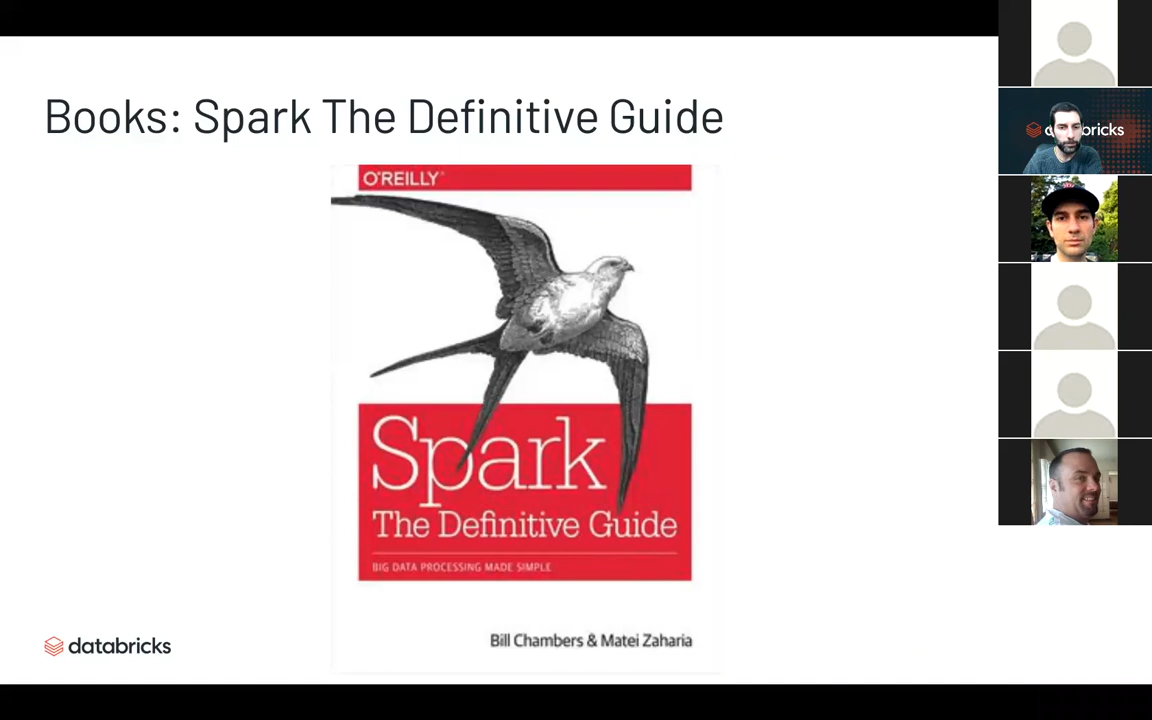 Books: Spark The Definitive Guide
O'REILLY®
Spark
The Definitive Guide
BIG DATA PROCESSING MADE SIMPLE
Bill Chambers & Matei Zaharia
databricks